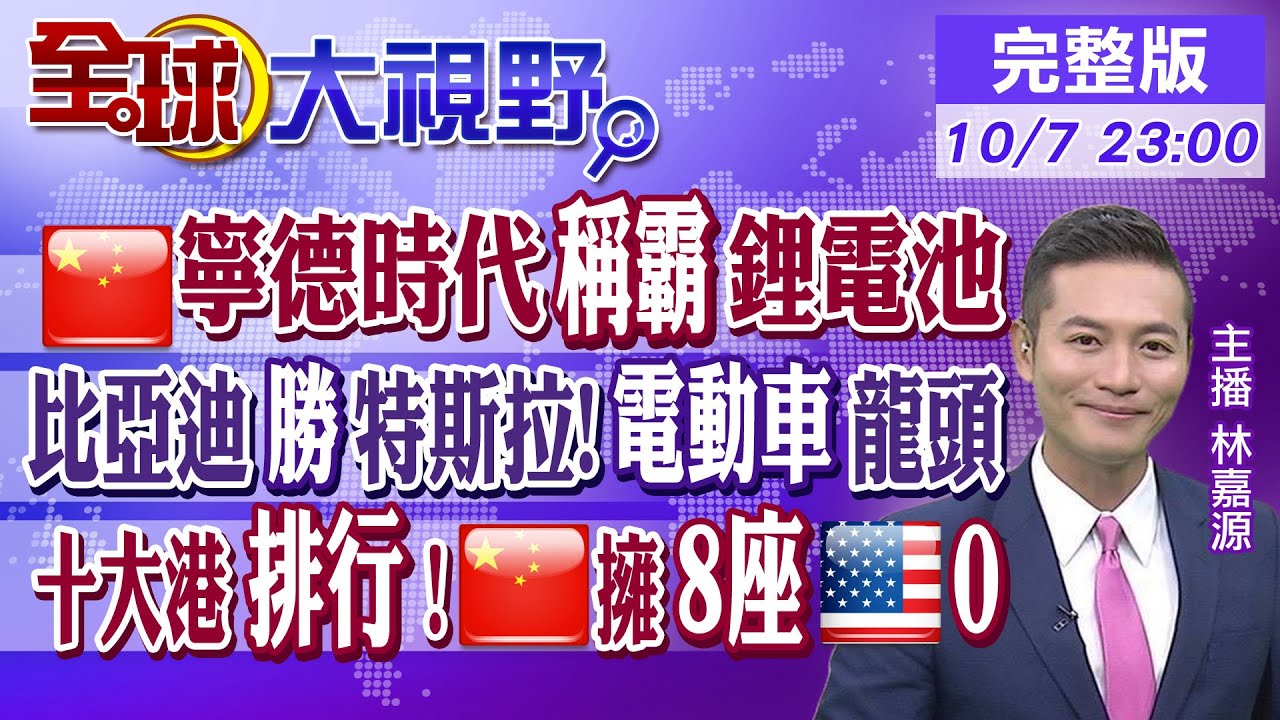 全球大視野
完整版
10/7 23:00
寧德時代稱霸鋰電池
比亞迪勝特斯拉!電動車龍頭
十大港排行!擁8座0
主播 林嘉源